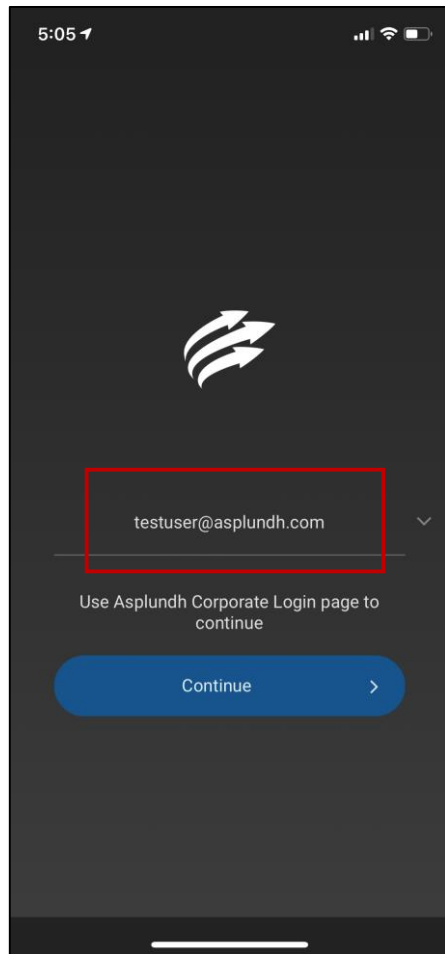 5:05
testuser@asplundh.com
Use Asplundh Corporate Login page to
continue
Continue